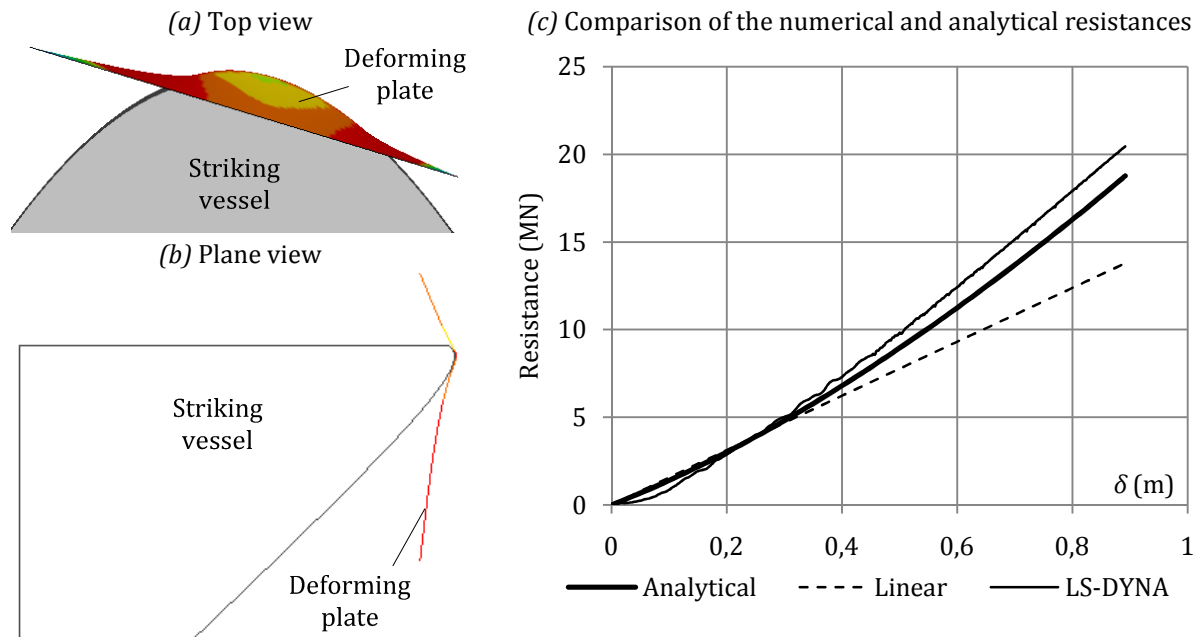 (a) Top view
Deforming
plate
Striking
vessel
(b) Plane view
Striking
vessel
Deforming
plate
(c) Comparison of the numerical and analytical resistances
25
20
15
10
5
0
Resistance (MN)
δ (m)
0 0,2 0,4 0,6 0,8 1
Analytical Linear LS-DYNA